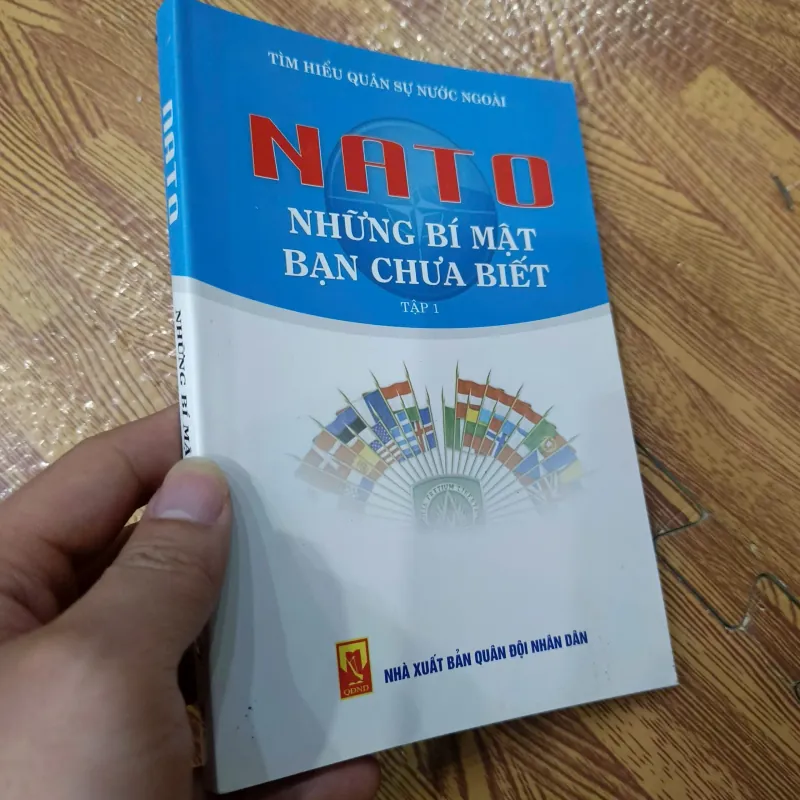 TÌM HIỂU QUÂN SỰ NƯỚC NGOÀI
NATO
NHỮNG BÍ MẬT
BẠN CHƯA BIẾT
TẬP 1
QĐND
NHÀ XUẤT BẢN QUÂN ĐỘI NHÂN DÂN
NATO
NHỮNG BÍ MẬ